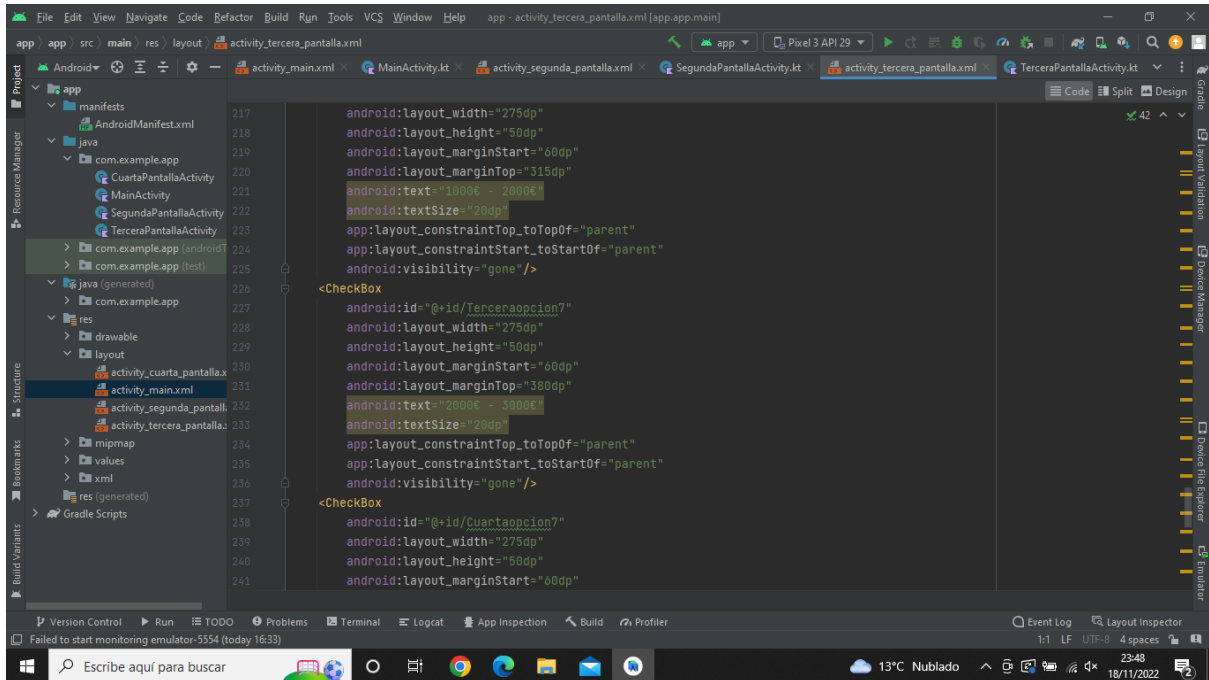 File Edit View Navigate Code Refactor Build Run Tools VCS Window Help app - activity_tercera_pantalla.xml [app.app.main]
app app src main res layout activity_tercera_pantalla.xml app Pixel 3 API 29
Android activity_main.xml MainActivity.kt activity_segunda_pantalla.xml SegundaPantallaActivity.kt activity_tercera_pantalla.xml TerceraPantallaActivity.kt
Code Split Design
42
Project
Resource Manager
Structure
Bookmarks
Build Variants
app
manifests
AndroidManifest.xml
java
com.example.app
CuartaPantallaActivity
MainActivity
SegundaPantallaActivity
TerceraPantallaActivity
com.example.app (androidT
com.example.app (test)
java (generated)
com.example.app
res
drawable
layout
activity_cuarta_pantalla.x
activity_main.xml
activity_segunda_pantall.
activity_tercera_pantalla.
mipmap
values
xml
res (generated)
Gradle Scripts
217 android:layout_width="275dp"
218 android:layout_height="50dp"
219 android:layout_marginStart="60dp"
220 android:layout_marginTop="315dp"
221 android:text="1000€ - 2000€"
222 android:textSize="20dp"
223 app:layout_constraintTop_toTopOf="parent"
224 app:layout_constraintStart_toStartOf="parent"
225 android:visibility="gone"/>
226 <CheckBox
227 android:id="@+id/Terceraopcion7"
228 android:layout_width="275dp"
229 android:layout_height="50dp"
230 android:layout_marginStart="60dp"
231 android:layout_marginTop="380dp"
232 android:text="2000€ - 3000€"
233 android:textSize="20dp"
234 app:layout_constraintTop_toTopOf="parent"
235 app:layout_constraintStart_toStartOf="parent"
236 android:visibility="gone"/>
237 <CheckBox
238 android:id="@+id/Cuartaopcion7"
239 android:layout_width="275dp"
240 android:layout_height="50dp"
241 android:layout_marginStart="60dp"
Gradle
Layout Validation
Device Manager
Device File Explorer
Emulator
Version Control Run TODO Problems Terminal Logcat App Inspection Build Profiler Event Log Layout Inspector
Failed to start monitoring emulator-5554 (today 16:33) 1:1 LF UTF-8 4 spaces
Escribe aquí para buscar 13°C Nublado 23:48
18/11/2022 2